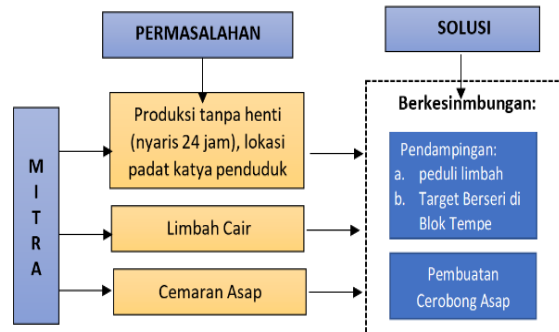 PERMASALAHAN
SOLUSI
MITRA
Produksi tanpa henti
(nyaris 24 jam), lokasi
padat katya penduduk
Limbah Cair
Cemaran Asap
Berkesinmbungan:
Pendampingan:
a. peduli limbah
b. Target Berseri di
Blok Tempe
Pembuatan
Cerobong Asap